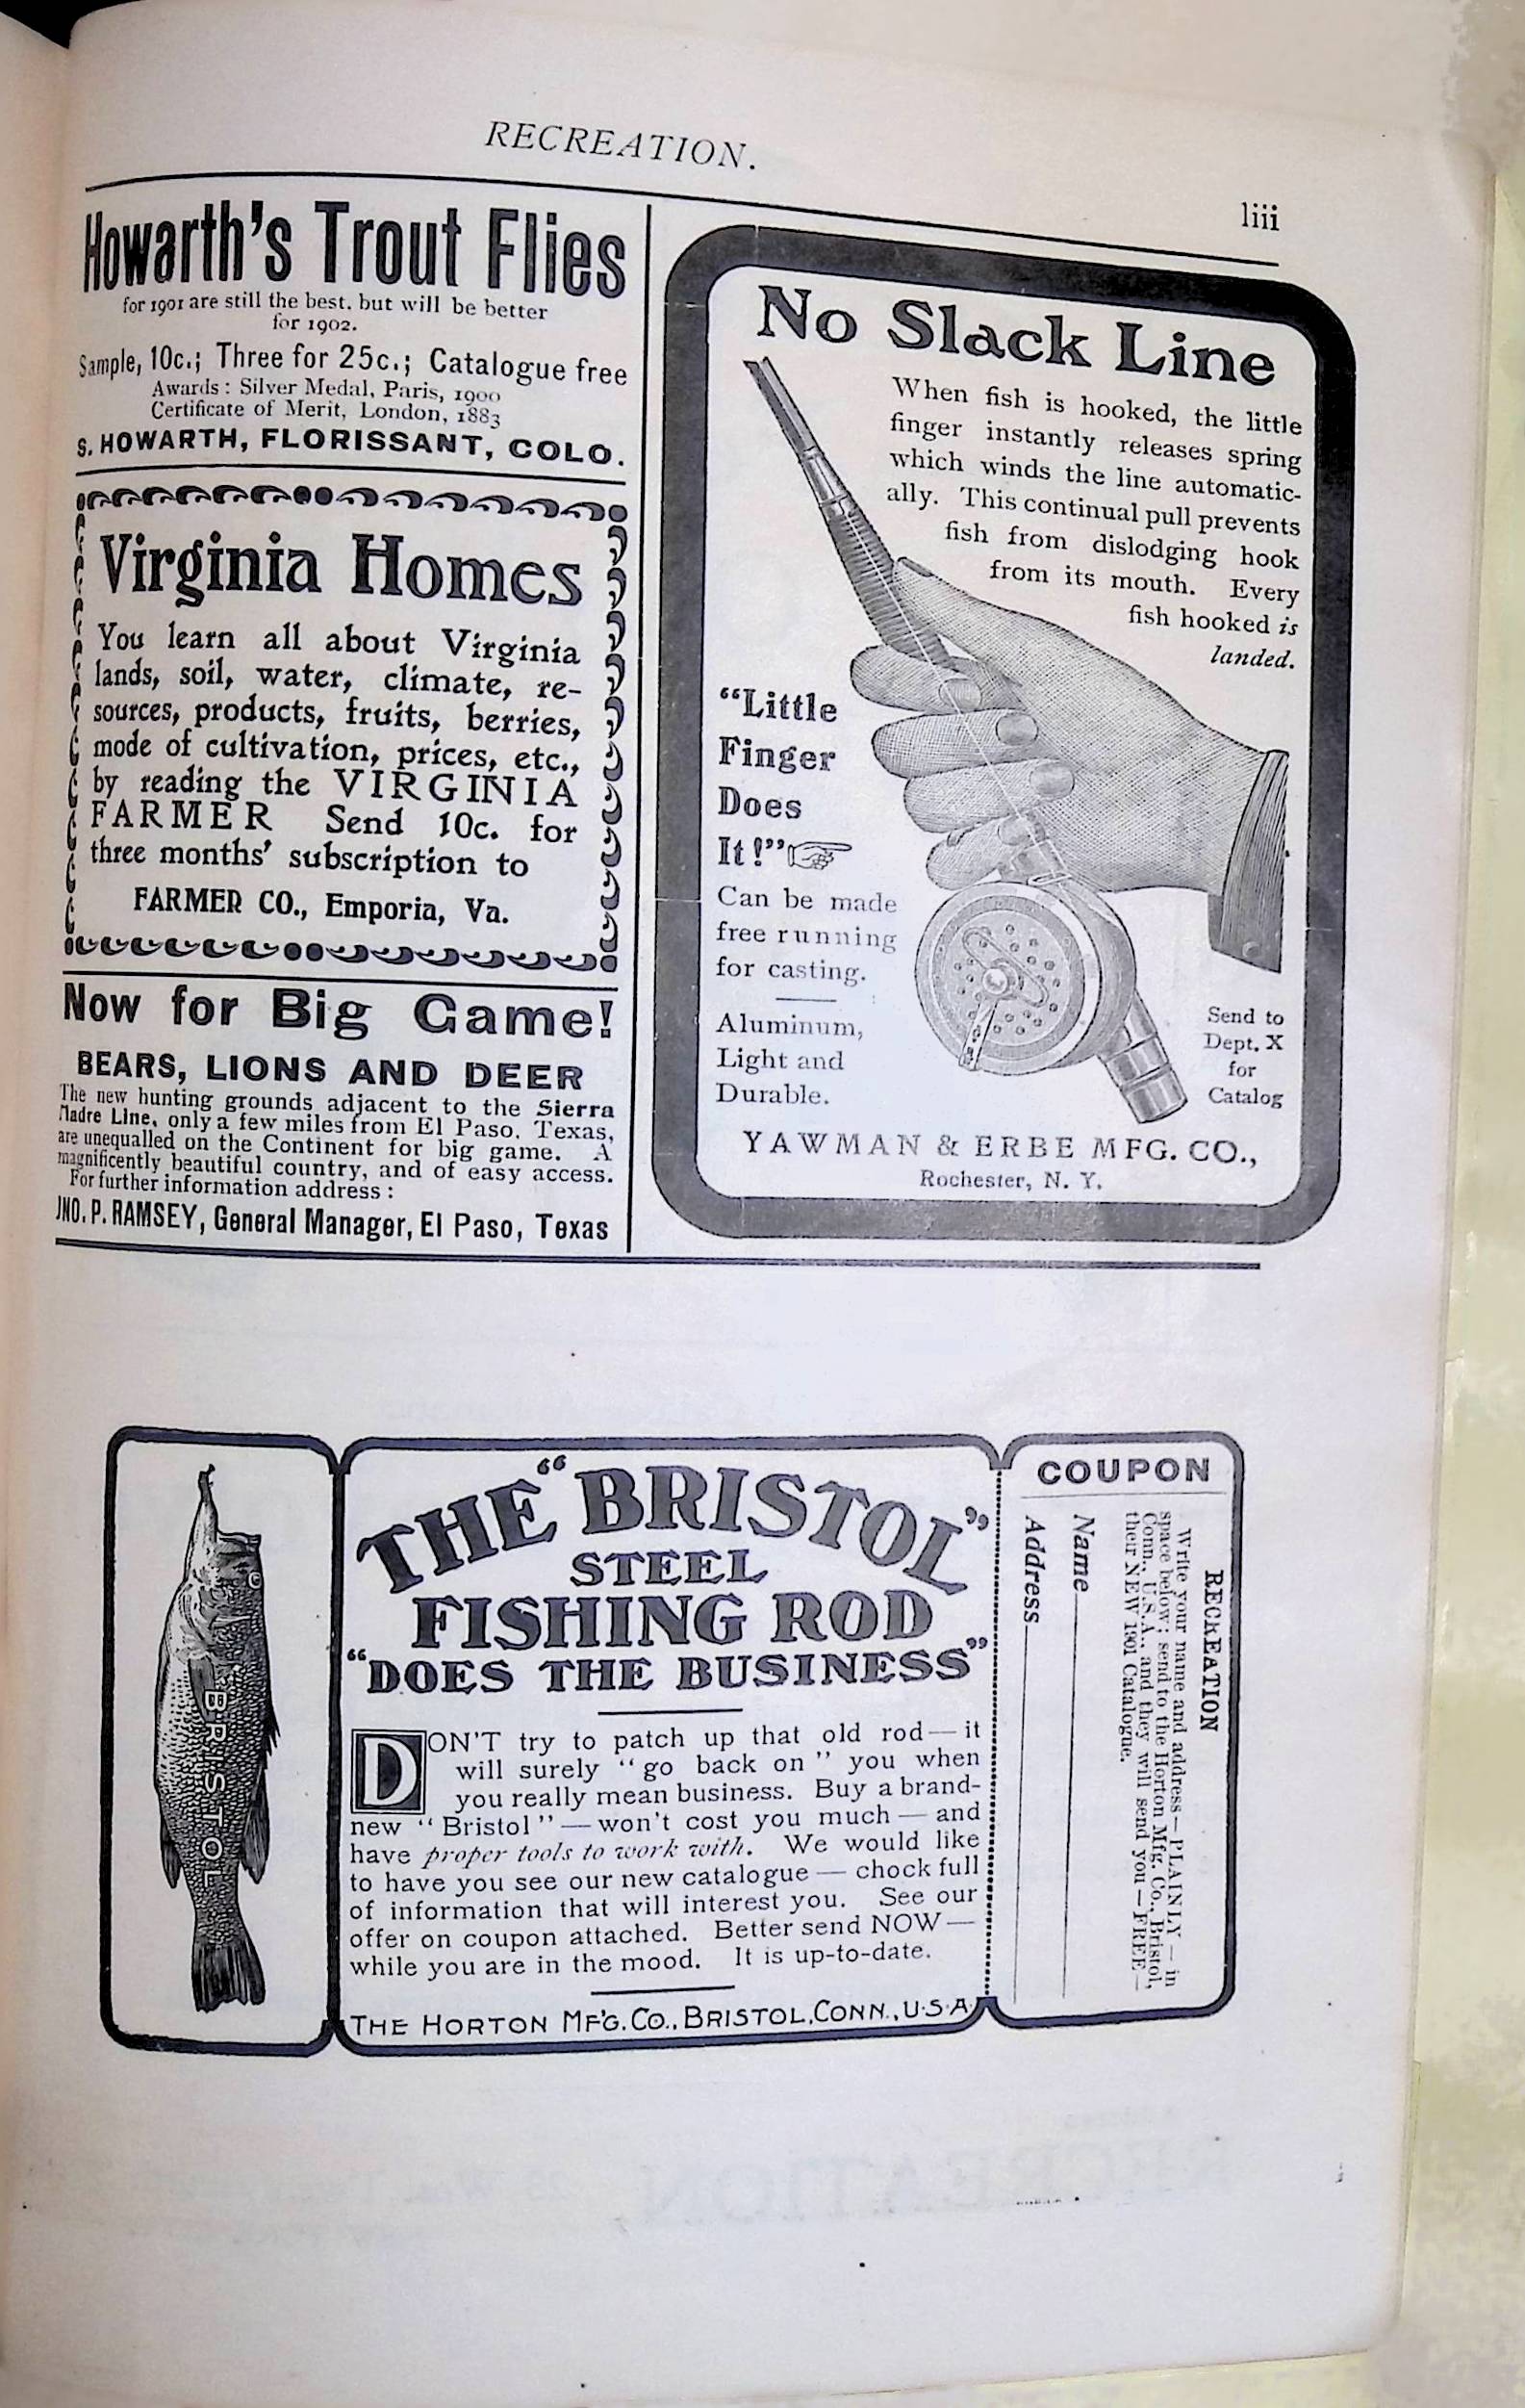 RECREATION.
liii
Howarth's Trout Flies
for 1901 are still the best. but will be better
for 1902.
Sample, 10c.; Three for 25c.; Catalogue free
Awards: Silver Medal, Paris, 1900
Certificate of Merit, London, 1883
S. HOWARTH, FLORISSANT, COLO.
Virginia Homes
You learn all about Virginia
lands, soil, water, climate, re-
sources, products, fruits, berries,
mode of cultivation, prices, etc.,
by reading the VIRGINIA
FARMER Send 10c. for
three months' subscription to
FARMER CO., Emporia, Va.
Now for Big Game!
BEARS, LIONS AND DEER
The new hunting grounds adjacent to the Sierra
Madre Line, only a few miles from El Paso, Texas,
are unequalled on the Continent for big game. A
magnificently beautiful country, and of easy access.
For further information address:
JNO. P. RAMSEY, General Manager, El Paso, Texas
No Slack Line
When fish is hooked, the little
finger instantly releases spring
which winds the line automatic-
ally. This continual pull prevents
fish from dislodging hook
from its mouth. Every
fish hooked is
landed.
"Little
Finger
Does
It!"
Can be made
free running
for casting.
Aluminum,
Light and
Durable.
Send to
Dept. X
for
Catalog
YAWMAN & ERBE MFG. CO.,
Rochester, N. Y.
BRISTOL
THE "BRISTOL"
STEEL
FISHING ROD
"DOES THE BUSINESS"
DON'T try to patch up that old rod—it
will surely "go back on" you when
you really mean business. Buy a brand-
new "Bristol"—won't cost you much—and
have proper tools to work with. We would like
to have you see our new catalogue—chock full
of information that will interest you. See our
offer on coupon attached. Better send NOW—
while you are in the mood. It is up-to-date.
THE HORTON MF'G. CO., BRISTOL, CONN., U.S.A.
COUPON
RECREATION
Write your name and address—PLAINLY—in
space below; send to the Horton Mfg. Co., Bristol,
Conn., U.S.A., and they will send you—FREE—
their NEW 1901 Catalogue.
Name
Address